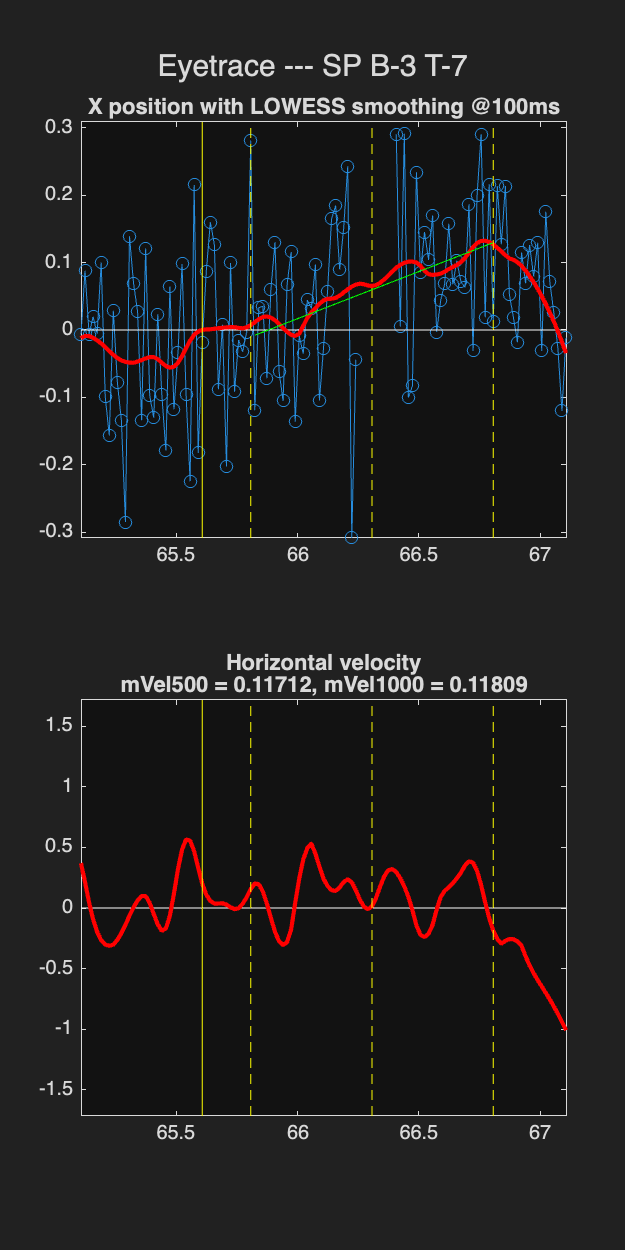 Eyetrace --- SP B-3 T-7
X position with LOWESS smoothing @100ms
0.3
0.2
0.1
0
-0.1
-0.2
-0.3
65.5 66 66.5 67
Horizontal velocity
mVel500 = 0.11712, mVel1000 = 0.11809
1.5
1
0.5
0
-0.5
-1
-1.5
65.5 66 66.5 67